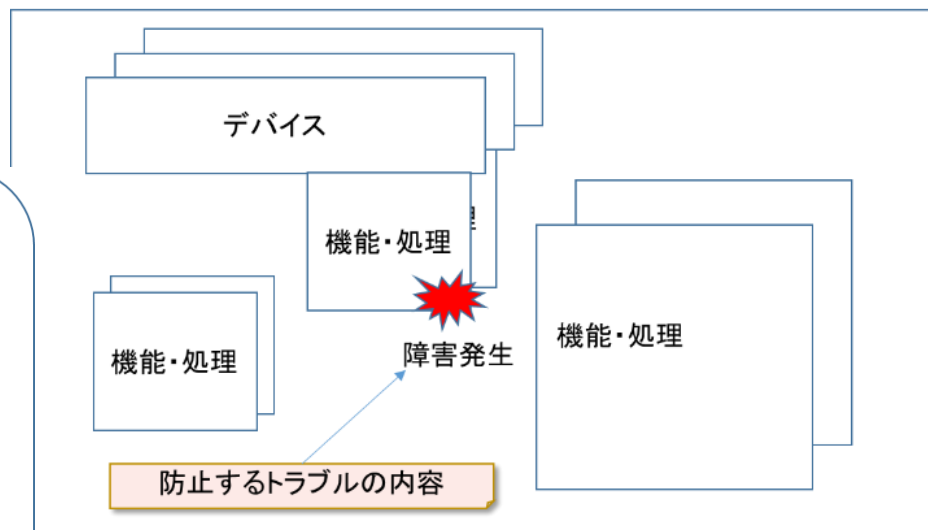 デバイス
機能・処理
機能・処理
機能・処理
障害発生
防止するトラブルの内容